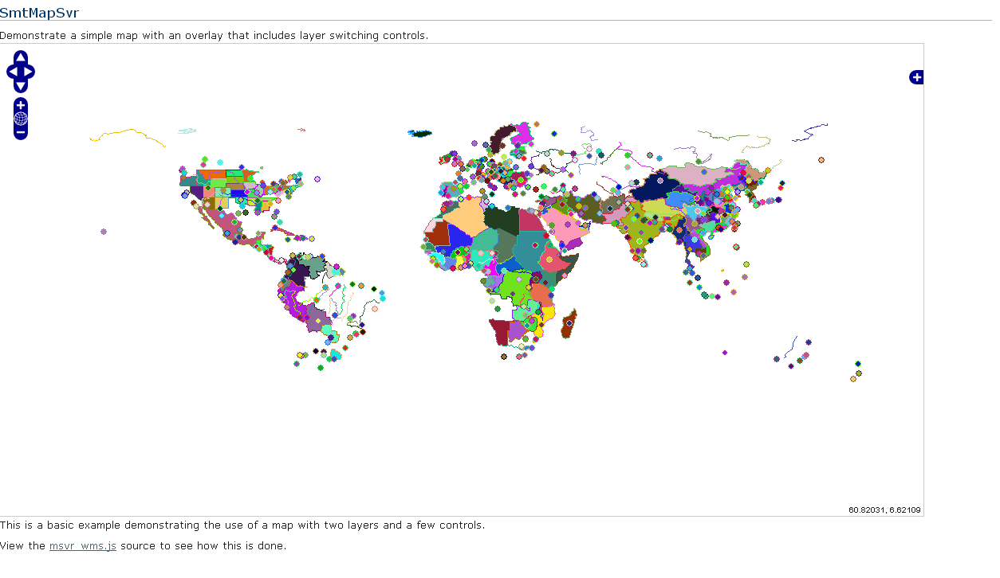 SmtMapSvr
Demonstrate a simple map with an overlay that includes layer switching controls.
60.82031, 6.62109
This is a basic example demonstrating the use of a map with two layers and a few controls.
View the msvr_wms.js source to see how this is done.